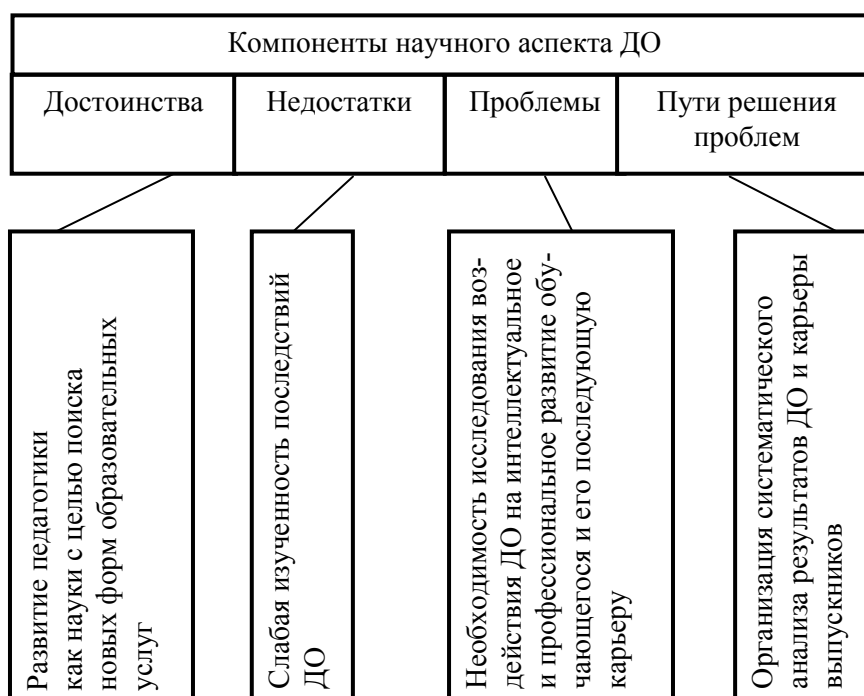 Компоненты научного аспекта ДО
Достоинства
Недостатки
Проблемы
Пути решения
проблем
Развитие педагогики
как науки с целью поиска
новых форм образовательных
услуг
Слабая изученность последствий
ДО
Необходимость исследования воз-
действия ДО на интеллектуальное
и профессиональное развитие обу-
чающегося и его последующую
карьеру
Организация систематического
анализа результатов ДО и карьеры
выпускников